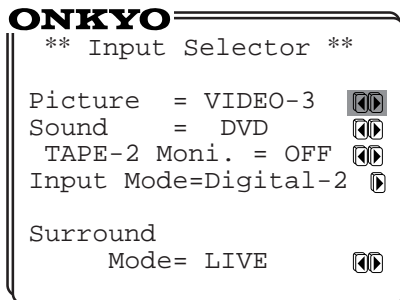 ONKYO
** Input Selector **
Picture = VIDEO-3
Sound = DVD
TAPE-2 Moni. = OFF
Input Mode=Digital-2
Surround
Mode= LIVE